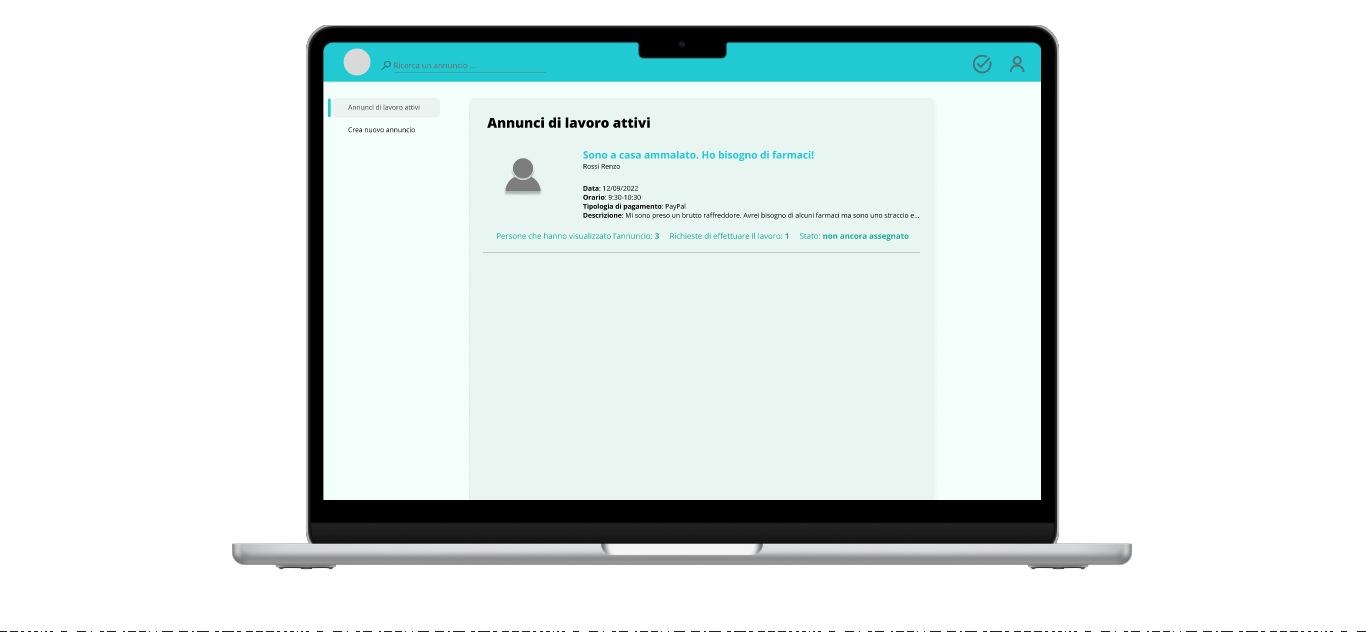 Ricerca un annuncio ...
Annunci di lavoro attivi
Crea nuovo annuncio
Annunci di lavoro attivi
Sono a casa ammalato. Ho bisogno di farmaci!
Rossi Renzo
Data: 12/09/2022
Orario: 9:30-10:30
Tipologia di pagamento: PayPal
Descrizione: Mi sono preso un brutto raffreddore. Avrei bisogno di alcuni farmaci ma sono uno straccio e...
Persone che hanno visualizzato l'annuncio: 3 Richieste di effettuare il lavoro: 1 Stato: non ancora assegnato